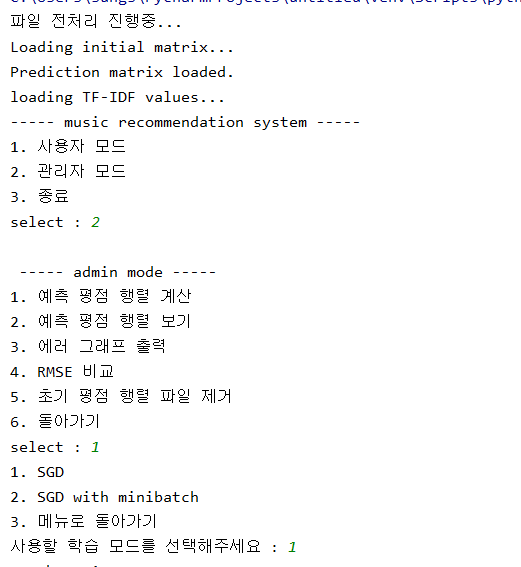 파일 전처리 진행중...
Loading initial matrix...
Prediction matrix loaded.
loading TF-IDF values...
----- music recommendation system -----
1. 사용자 모드
2. 관리자 모드
3. 종료
select : 2
----- admin mode -----
1. 예측 평점 행렬 계산
2. 예측 평점 행렬 보기
3. 에러 그래프 출력
4. RMSE 비교
5. 초기 평점 행렬 파일 제거
6. 돌아가기
select : 1
1. SGD
2. SGD with minibatch
3. 메뉴로 돌아가기
사용할 학습 모드를 선택해주세요 : 1